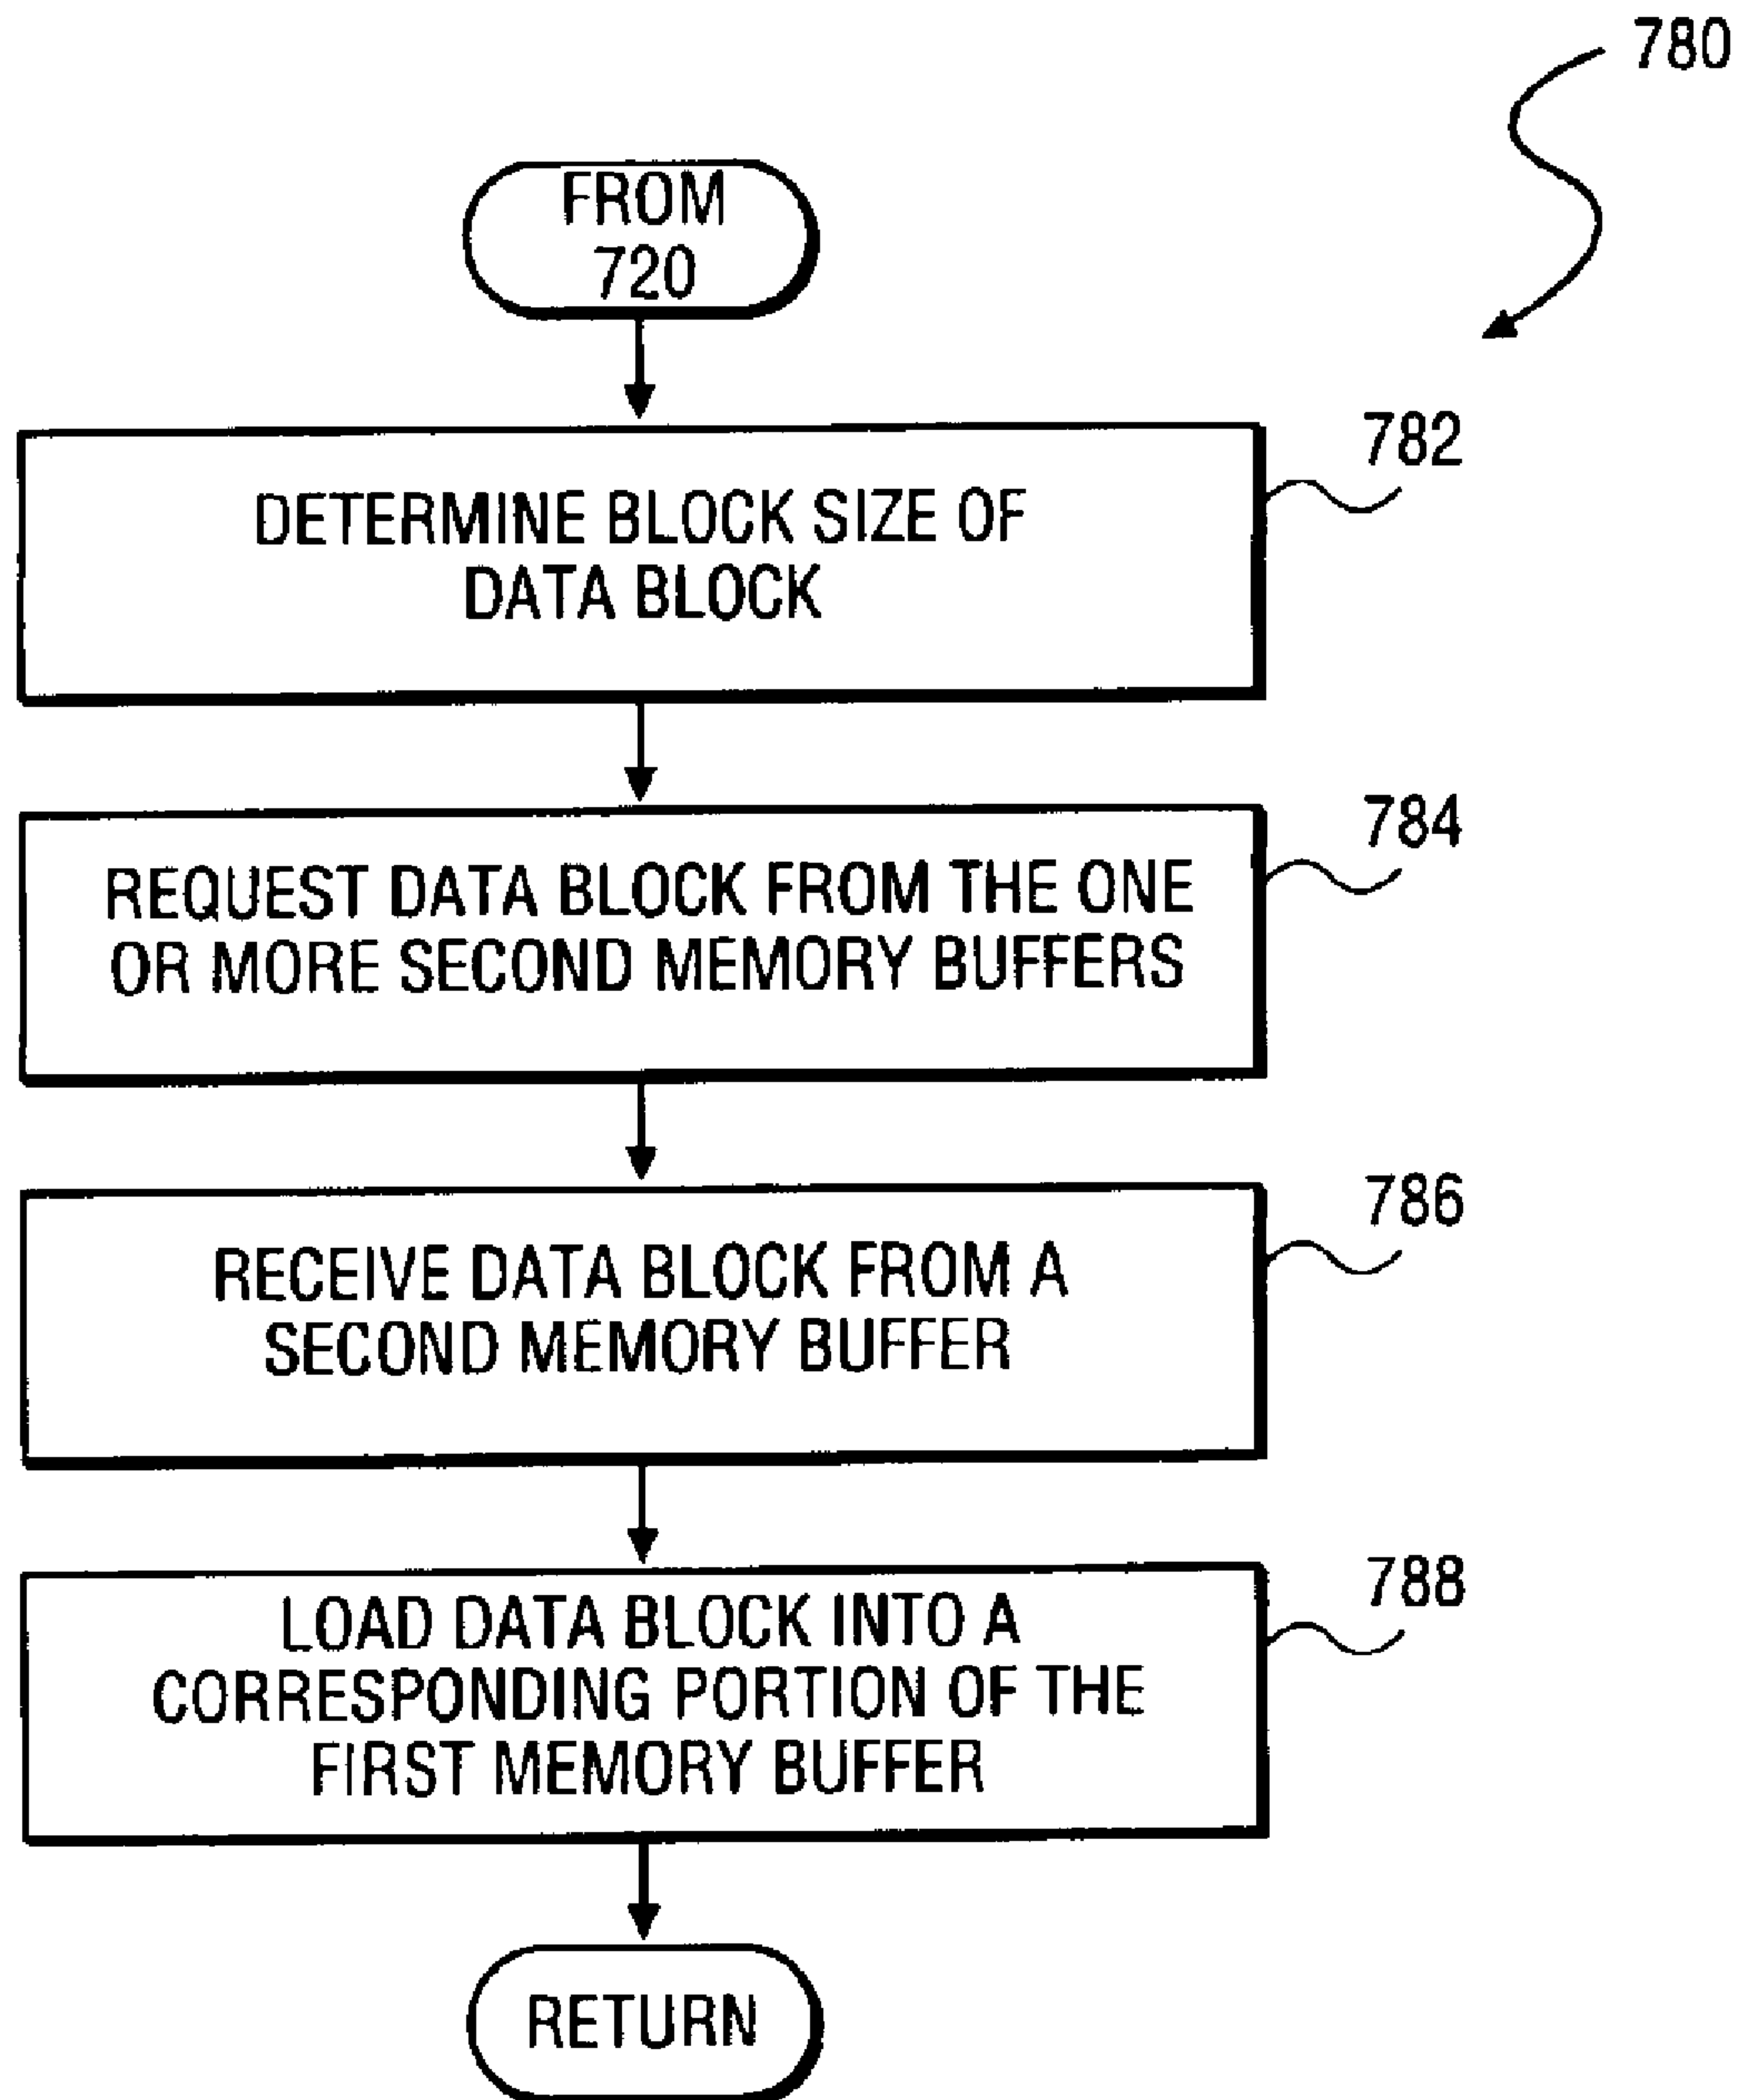 780
FROM
720
782
DETERMINE BLOCK SIZE OF
DATA BLOCK
784
REQUEST DATA BLOCK FROM THE ONE
OR MORE SECOND MEMORY BUFFERS
786
RECEIVE DATA BLOCK FROM A
SECOND MEMORY BUFFER
788
LOAD DATA BLOCK INTO A
CORRESPONDING PORTION OF THE
FIRST MEMORY BUFFER
RETURN